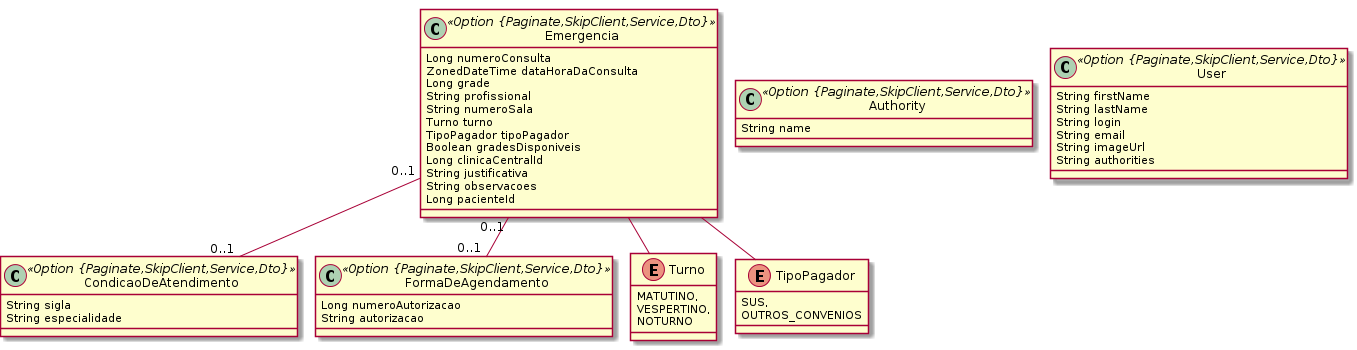 C «Option {Paginate,SkipClient,Service,Dto}»
Emergencia
Long numeroConsulta
ZonedDateTime dataHoraDaConsulta
Long grade
String profissional
String numeroSala
Turno turno
TipoPagador tipoPagador
Boolean gradesDisponiveis
Long clinicaCentralId
String justificativa
String observacoes
Long pacienteId
C «Option {Paginate,SkipClient,Service,Dto}»
Authority
String name
C «Option {Paginate,SkipClient,Service,Dto}»
User
String firstName
String lastName
String login
String email
String imageUrl
String authorities
0..1
0..1
0..1
0..1
C «Option {Paginate,SkipClient,Service,Dto}»
CondicaoDeAtendimento
String sigla
String especialidade
C «Option {Paginate,SkipClient,Service,Dto}»
FormaDeAgendamento
Long numeroAutorizacao
String autorizacao
E Turno
MATUTINO,
VESPERTINO,
NOTURNO
E TipoPagador
SUS,
OUTROS_CONVENIOS